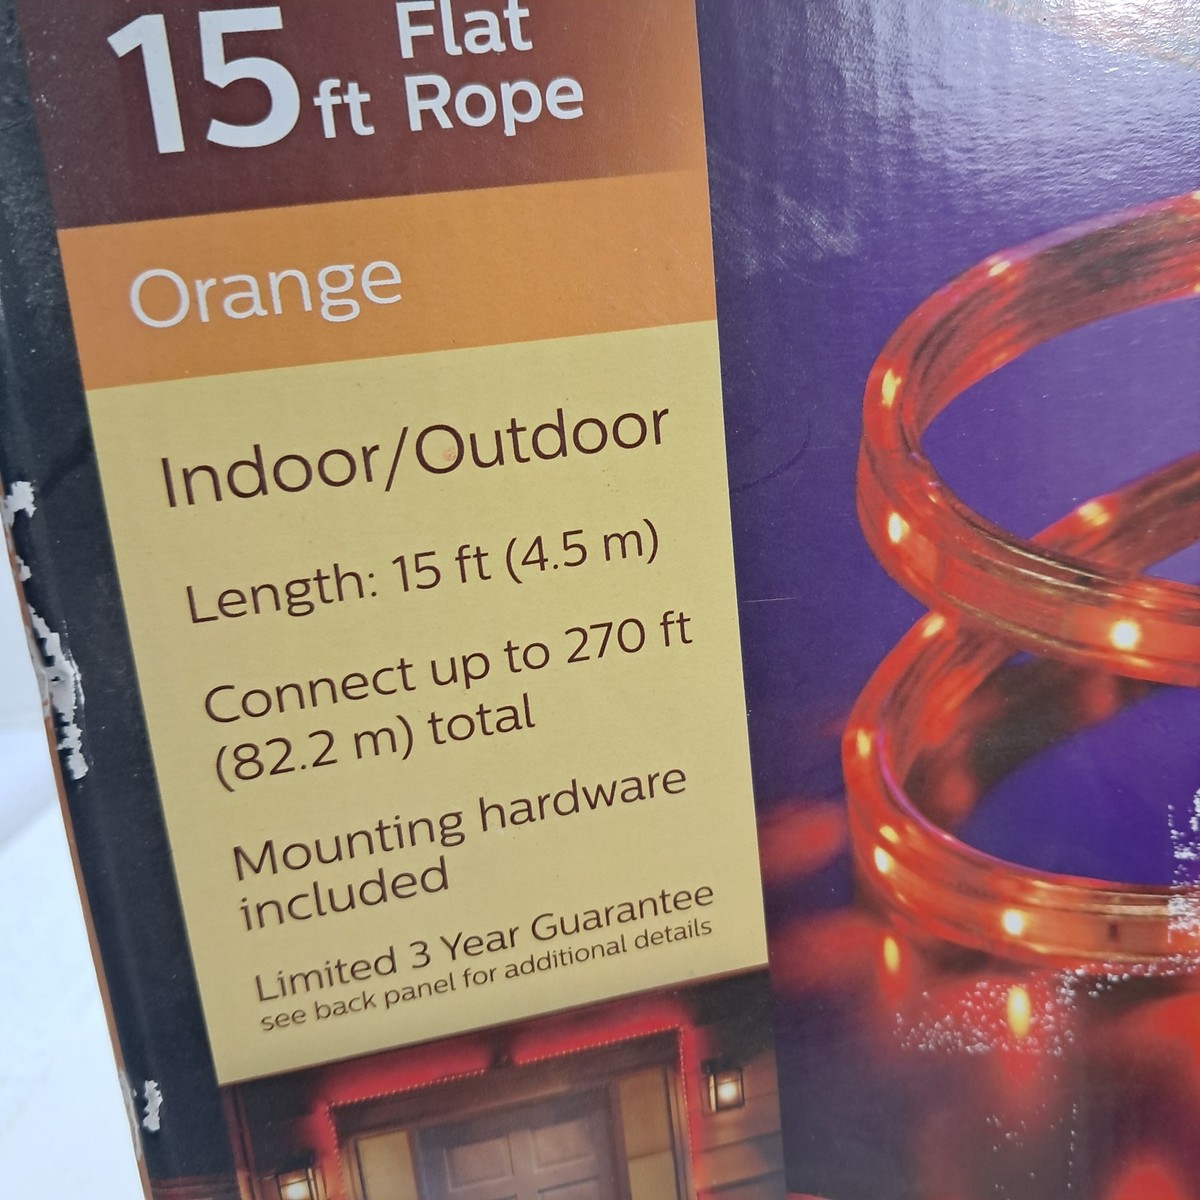 15 ft Flat
Rope
Orange
Indoor/Outdoor
Length: 15 ft (4.5 m)
Connect up to 270 ft
(82.2 m) total
Mounting hardware
included
Limited 3 Year Guarantee
see back panel for additional details